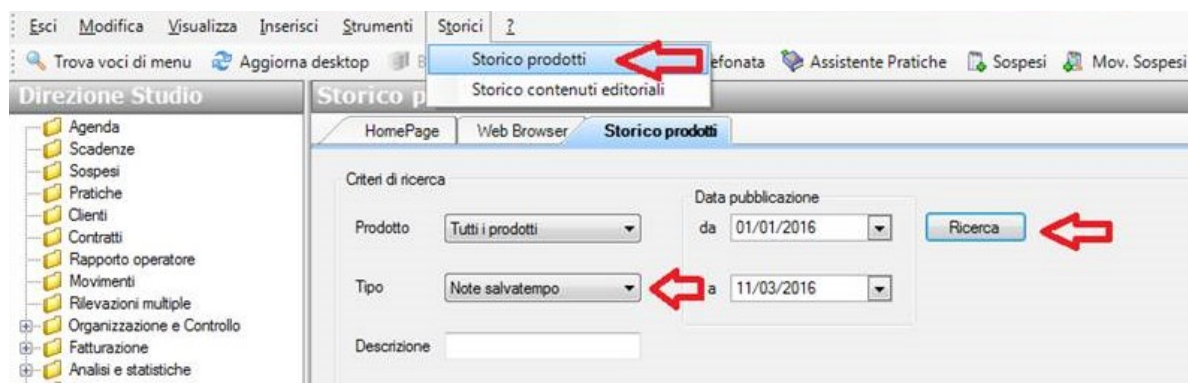 Esci Modifica Visualizza Inserisci Strumenti Storici ?
Trova voci di menu Aggiorna desktop Assistente Pratiche Sospesi Mov. Sospesi
Storico prodotti
Storico contenuti editoriali
Direzione Studio
Storico
HomePage Web Browser Storico prodotti
Agenda
Scadenze
Sospesi
Pratiche
Clienti
Contratti
Rapporto operatore
Movimenti
Rilevazioni multiple
Organizzazione e Controllo
Fatturazione
Analisi e statistiche
Criteri di ricerca
Data pubblicazione
Prodotto Tutti i prodotti da 01/01/2016 Ricerca
Tipo Note salvatempo a 11/03/2016
Descrizione